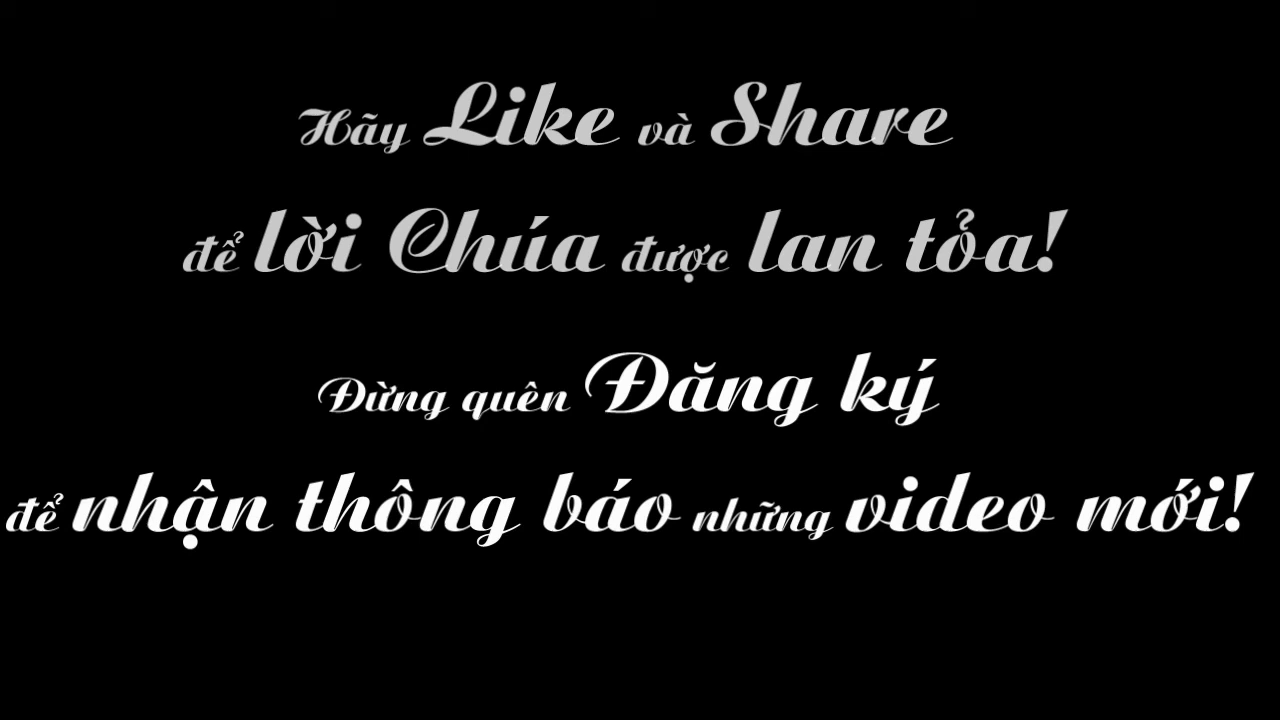 Hãy Like và Share
để lời Chúa được lan tỏa!
Đừng quên Đăng ký
để nhận thông báo những video mới!